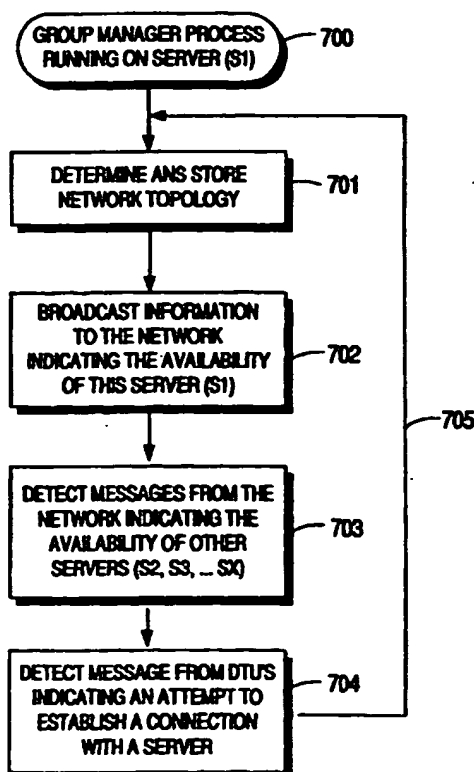 GROUP MANAGER PROCESS
RUNNING ON SERVER (S1)
700
DETERMINE ANS STORE
NETWORK TOPOLOGY
701
BROADCAST INFORMATION
TO THE NETWORK
INDICATING THE AVAILABILITY
OF THIS SERVER (S1)
702
705
DETECT MESSAGES FROM THE
NETWORK INDICATING THE
AVAILABILITY OF OTHER
SERVERS (S2, S3, ... SX)
703
DETECT MESSAGE FROM DTU'S
INDICATING AN ATTEMPT TO
ESTABLISH A CONNECTION
WITH A SERVER
704